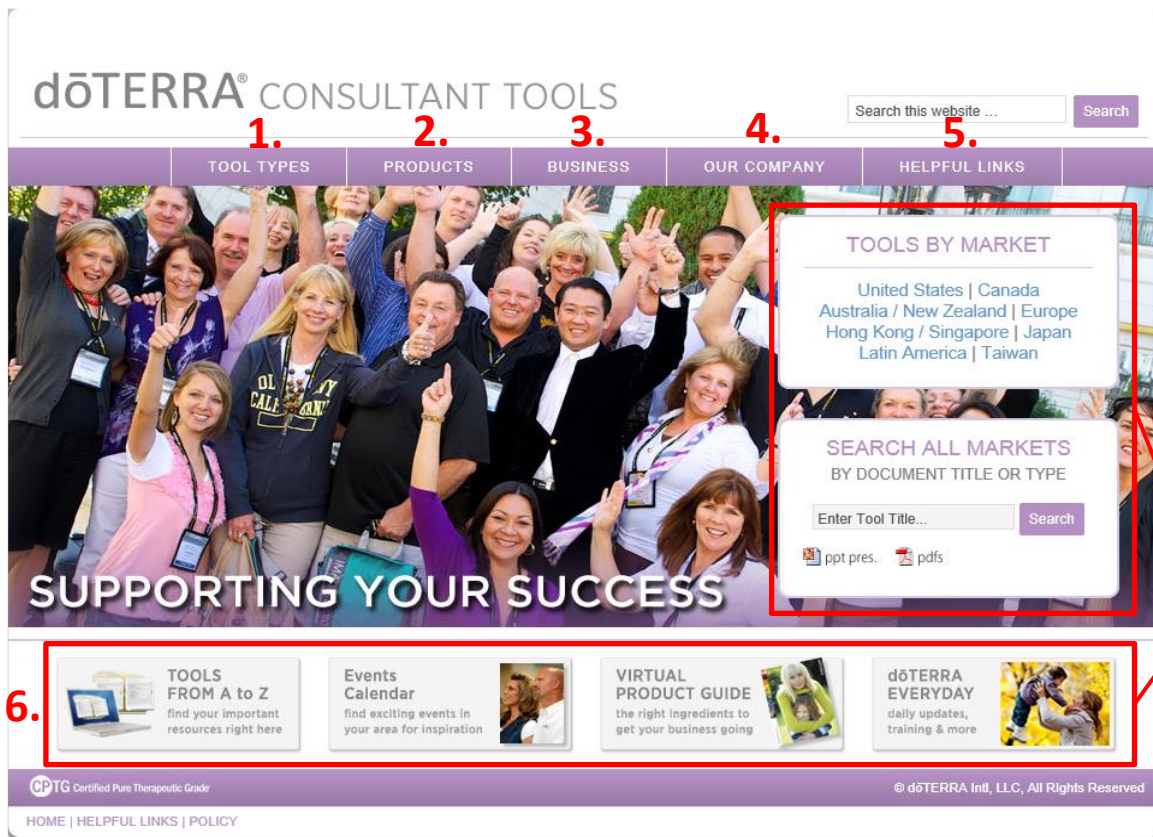 dōTERRA® CONSULTANT TOOLS
Search this website ...
Search
1.
2.
3.
4.
5.
TOOL TYPES
PRODUCTS
BUSINESS
OUR COMPANY
HELPFUL LINKS
TOOLS BY MARKET
United States | Canada
Australia / New Zealand | Europe
Hong Kong / Singapore | Japan
Latin America | Taiwan
SEARCH ALL MARKETS
BY DOCUMENT TITLE OR TYPE
Enter Tool Title...
Search
ppt pres.
pdfs
SUPPORTING YOUR SUCCESS
6.
TOOLS
FROM A to Z
find your important
resources right here
Events
Calendar
find exciting events in
your area for inspiration
VIRTUAL
PRODUCT GUIDE
the right ingredients to
get your business going
dōTERRA
EVERYDAY
daily updates,
training & more
CPTG Certified Pure Therapeutic Grade
© dōTERRA Intl, LLC, All Rights Reserved
HOME | HELPFUL LINKS | POLICY